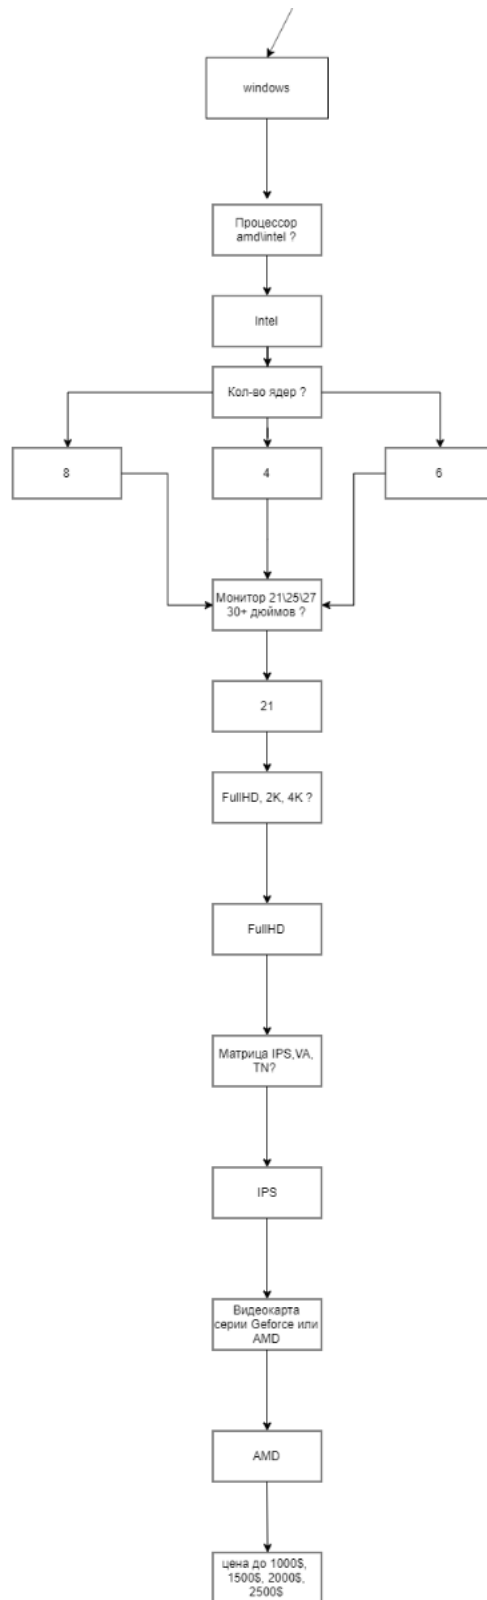 windows
Процессор
amd\intel ?
Intel
Кол-во ядер ?
8
4
6
Монитор 21\25\27
30+ дюймов ?
21
FullHD, 2K, 4K ?
FullHD
Матрица IPS,VA,
TN?
IPS
Видеокарта
серии Geforce или
AMD
AMD
цена до 1000$,
1500$, 2000$,
2500$